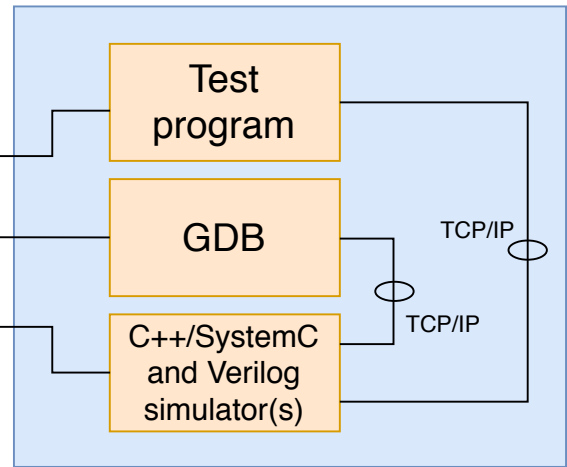 Test
program
GDB
TCP/IP
TCP/IP
C++/SystemC
and Verilog
simulator(s)